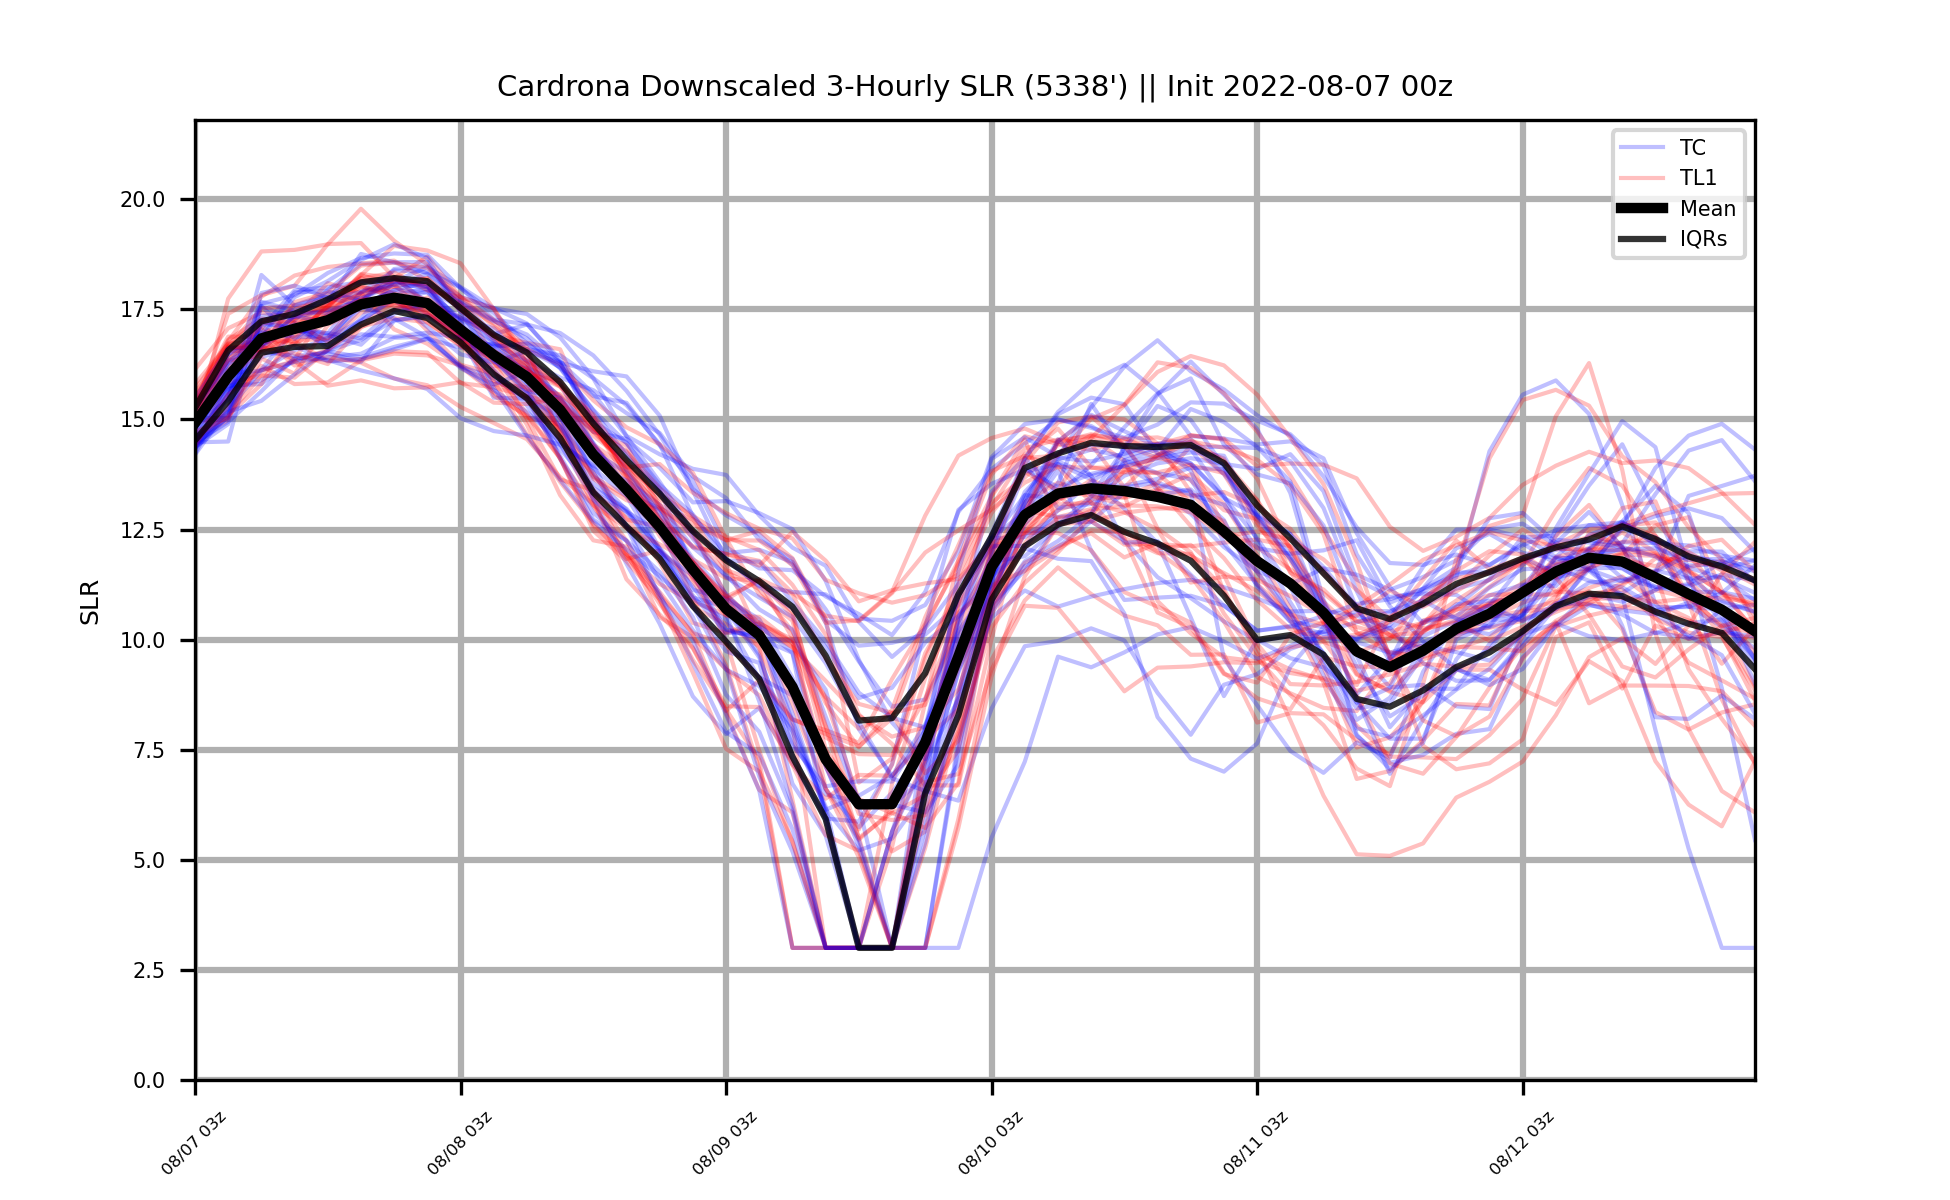 Cardrona Downscaled 3-Hourly SLR (5338') || Init 2022-08-07 00z
TC
TL1
Mean
IQRs
SLR
20.0
17.5
15.0
12.5
10.0
7.5
5.0
2.5
0.0
08/07 03z
08/08 03z
08/09 03z
08/10 03z
08/11 03z
08/12 03z